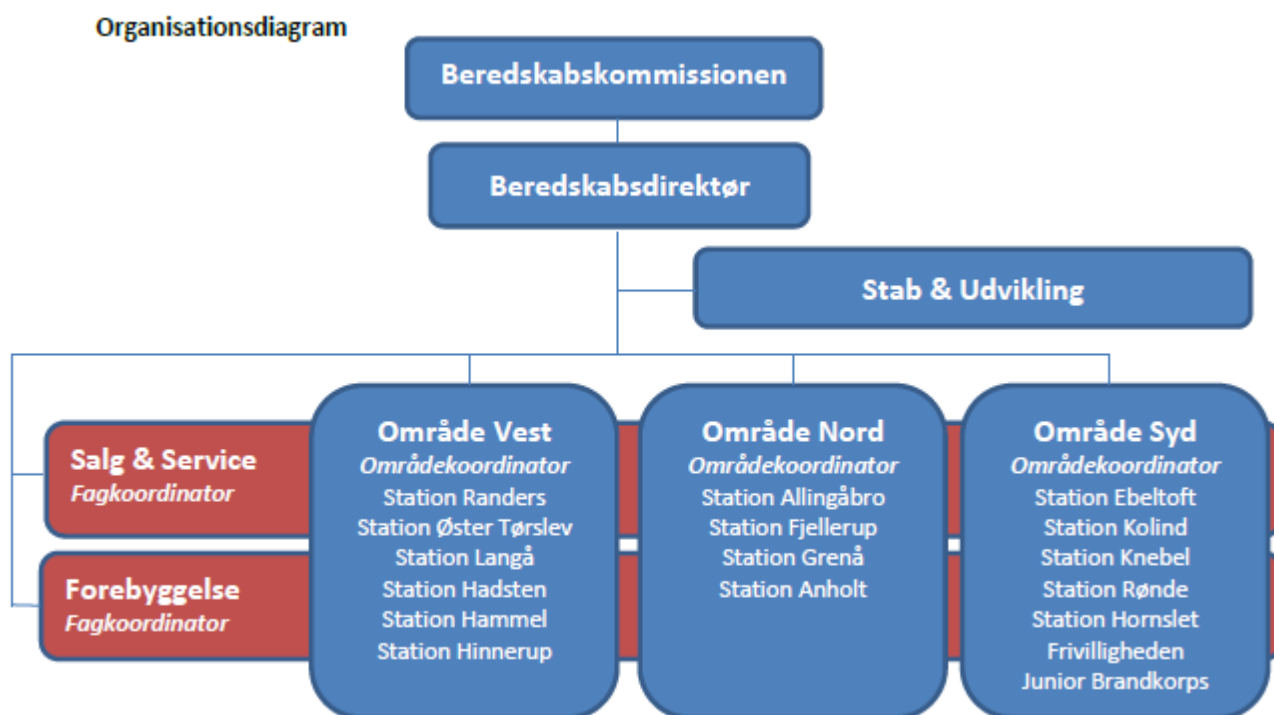 Organisationsdiagram
Beredskabskommissionen
Beredskabsdirektør
Stab & Udvikling
Salg & Service
Fagkoordinator
Forebyggelse
Fagkoordinator
Område Vest
Områdekoordinator
Station Randers
Station Øster Tørslev
Station Langå
Station Hadsten
Station Hammel
Station Hinnerup
Område Nord
Områdekoordinator
Station Allingåbro
Station Fjellerup
Station Grenå
Station Anholt
Område Syd
Områdekoordinator
Station Ebeltoft
Station Kolind
Station Knebel
Station Rønde
Station Hornslet
Frivilligheden
Junior Brandkorps